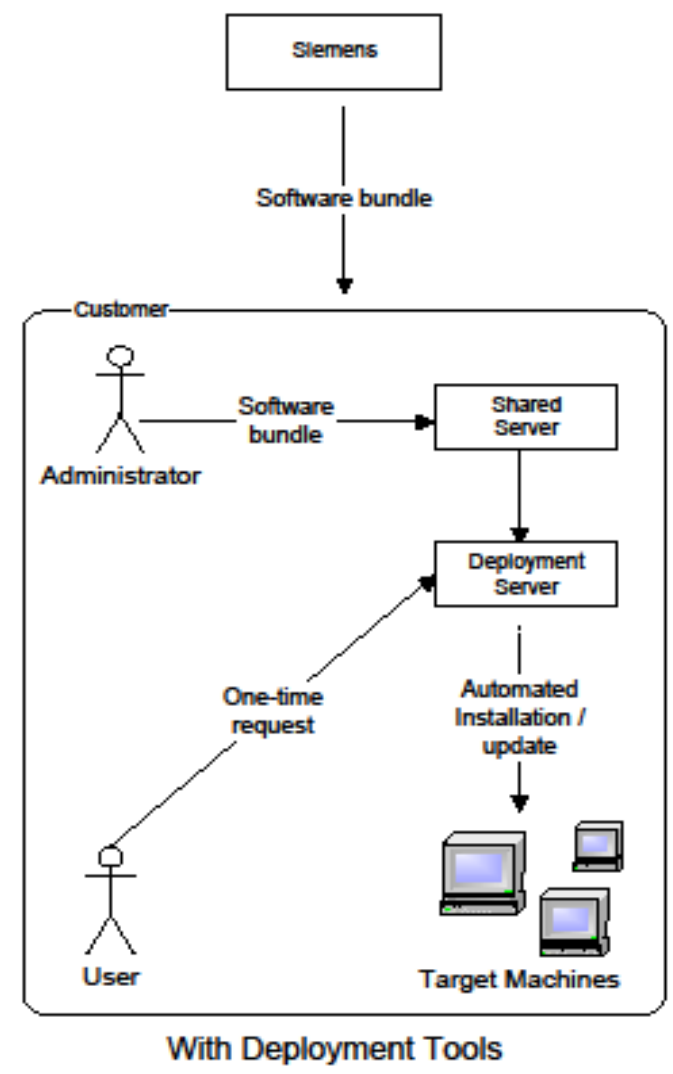 Siemens
Software bundle
Customer
Software
bundle
Shared
Server
Administrator
Deployment
Server
One-time
request
Automated
Installation /
update
User
Target Machines
With Deployment Tools